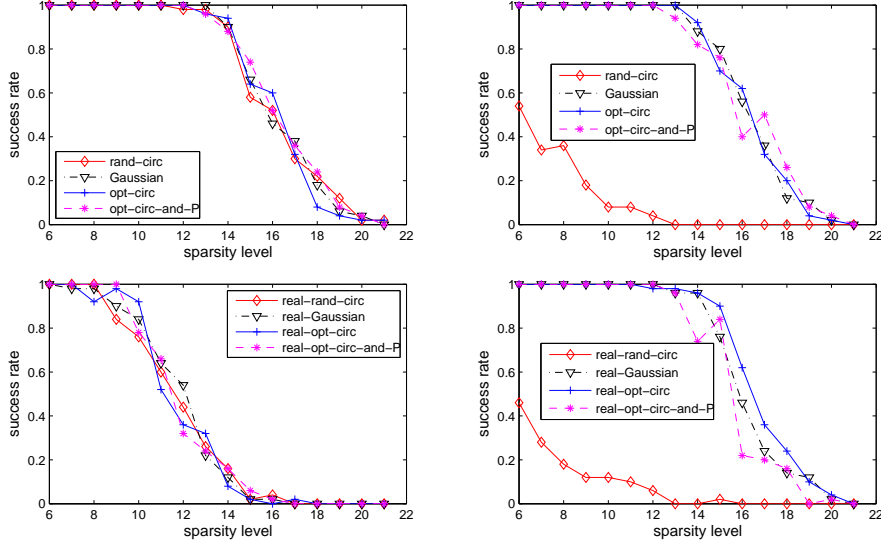 1
0.8
0.6
0.4
0.2
0
6 8 10 12 14 16 18 20 22
success rate
sparsity level
rand−circ
Gaussian
opt−circ
opt−circ−and−P
1
0.8
0.6
0.4
0.2
0
6 8 10 12 14 16 18 20 22
success rate
sparsity level
rand−circ
Gaussian
opt−circ
opt−circ−and−P
1
0.8
0.6
0.4
0.2
0
6 8 10 12 14 16 18 20 22
success rate
sparsity level
real−rand−circ
real−Gaussian
real−opt−circ
real−opt−circ−and−P
1
0.8
0.6
0.4
0.2
0
6 8 10 12 14 16 18 20 22
success rate
sparsity level
real−rand−circ
real−Gaussian
real−opt−circ
real−opt−circ−and−P